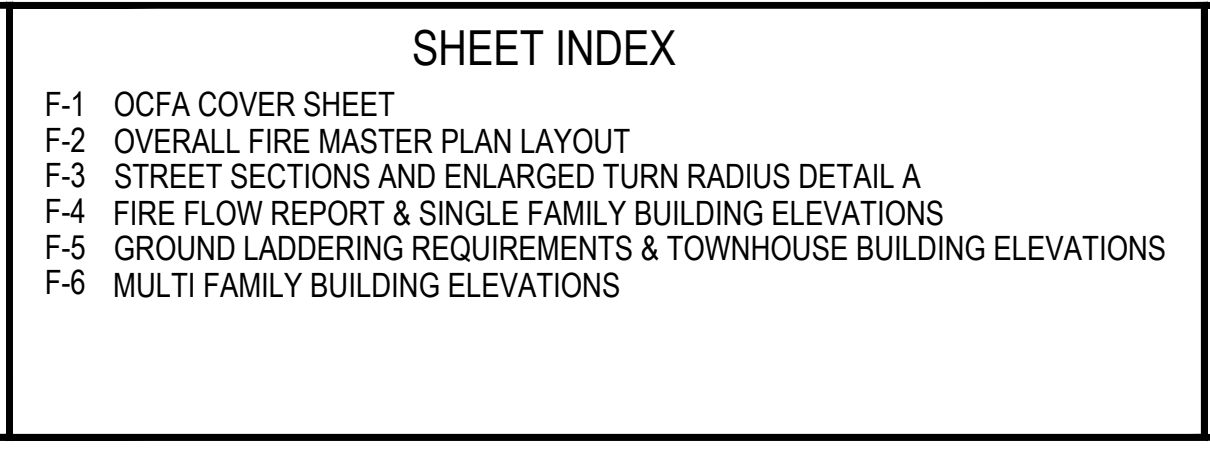 SHEET INDEX
F-1 OCFA COVER SHEET
F-2 OVERALL FIRE MASTER PLAN LAYOUT
F-3 STREET SECTIONS AND ENLARGED TURN RADIUS DETAIL A
F-4 FIRE FLOW REPORT & SINGLE FAMILY BUILDING ELEVATIONS
F-5 GROUND LADDERING REQUIREMENTS & TOWNHOUSE BUILDING ELEVATIONS
F-6 MULTI FAMILY BUILDING ELEVATIONS